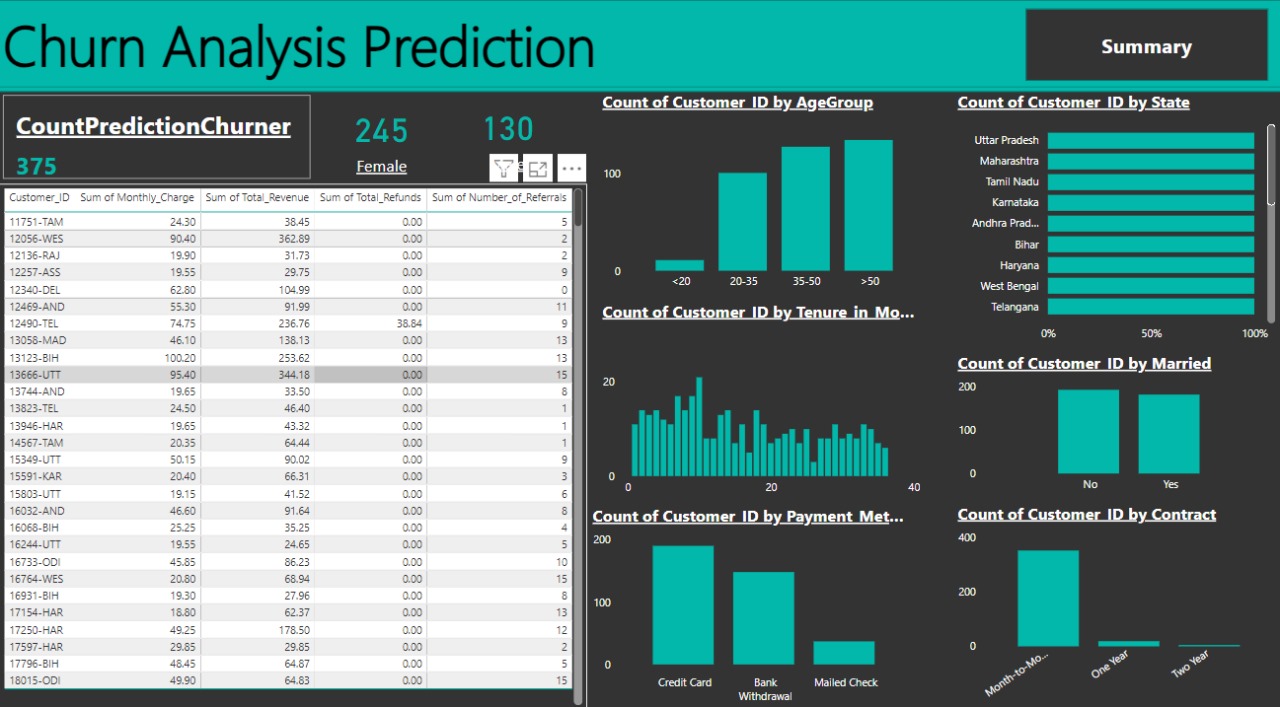 Churn Analysis Prediction
Summary
CountPredictionChurner
375
245
Female
130
Customer_ID Sum of Monthly_Charge Sum of Total_Revenue Sum of Total_Refunds Sum of Number_of_Referrals
11751-TAM 24.30 38.45 0.00 5
12056-WES 90.40 362.89 0.00 2
12136-RAJ 19.90 31.73 0.00 2
12257-ASS 19.55 29.75 0.00 9
12340-DEL 62.80 104.99 0.00 0
12469-AND 55.30 91.99 0.00 11
12490-TEL 74.75 236.76 38.84 9
13058-MAD 46.10 138.13 0.00 13
13123-BIH 100.20 253.62 0.00 13
13666-UTT 95.40 344.18 0.00 15
13744-AND 19.65 33.50 0.00 8
13823-TEL 24.50 46.40 0.00 1
13946-HAR 19.65 43.32 0.00 1
14567-TAM 20.35 64.44 0.00 1
15349-UTT 50.15 90.02 0.00 9
15591-KAR 20.40 66.31 0.00 3
15803-UTT 19.15 41.52 0.00 6
16032-AND 46.60 91.64 0.00 8
16068-BIH 25.25 35.25 0.00 4
16244-UTT 19.55 24.65 0.00 5
16733-ODI 45.85 86.23 0.00 10
16764-WES 20.80 68.94 0.00 15
16931-BIH 19.30 27.96 0.00 8
17154-HAR 18.80 62.37 0.00 13
17250-HAR 49.25 178.50 0.00 12
17597-HAR 29.85 29.85 0.00 2
17796-BIH 48.45 64.87 0.00 5
18015-ODI 49.90 64.83 0.00 15
Count of Customer_ID by AgeGroup
100
0
<20 20-35 35-50 >50
Count of Customer_ID by Tenure_in_Mo...
20
0
0 20 40
Count of Customer_ID by Payment_Met...
200
100
0
Credit Card Bank Withdrawal Mailed Check
Count of Customer_ID by State
Uttar Pradesh
Maharashtra
Tamil Nadu
Karnataka
Andhra Prad...
Bihar
Haryana
West Bengal
Telangana
0% 50% 100%
Count of Customer_ID by Married
200
100
0
No Yes
Count of Customer_ID by Contract
400
200
0
Month-to-Mo... One Year Two Year